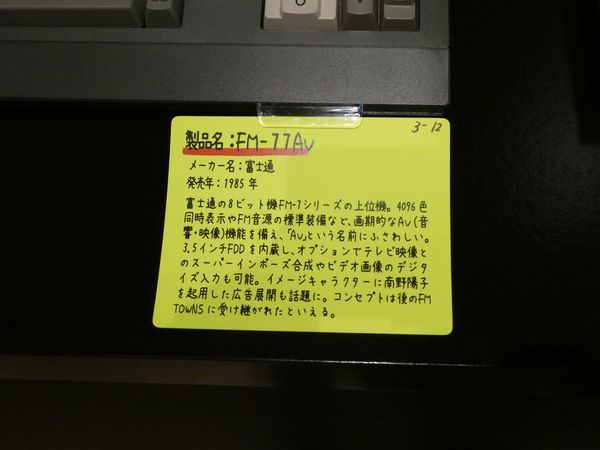 3-12
製品名:FM-77AV
メーカー名:富士通
発売年:1985年
富士通の8ビット機FM-7シリーズの上位機。4096色
同時表示やFM音源の標準装備など、画期的なAV(音
響・映像)機能を備え、「AV」という名前にふさわしい。
3.5インチFDDを内蔵し、オプションでテレビ映像と
のスーパーインポーズ合成やビデオ画像のデジタ
イズ入力も可能。イメージキャラクターに南野陽子
を起用した広告展開も話題に。コンセプトは後のFM
TOWNSに受け継がれたといえる。